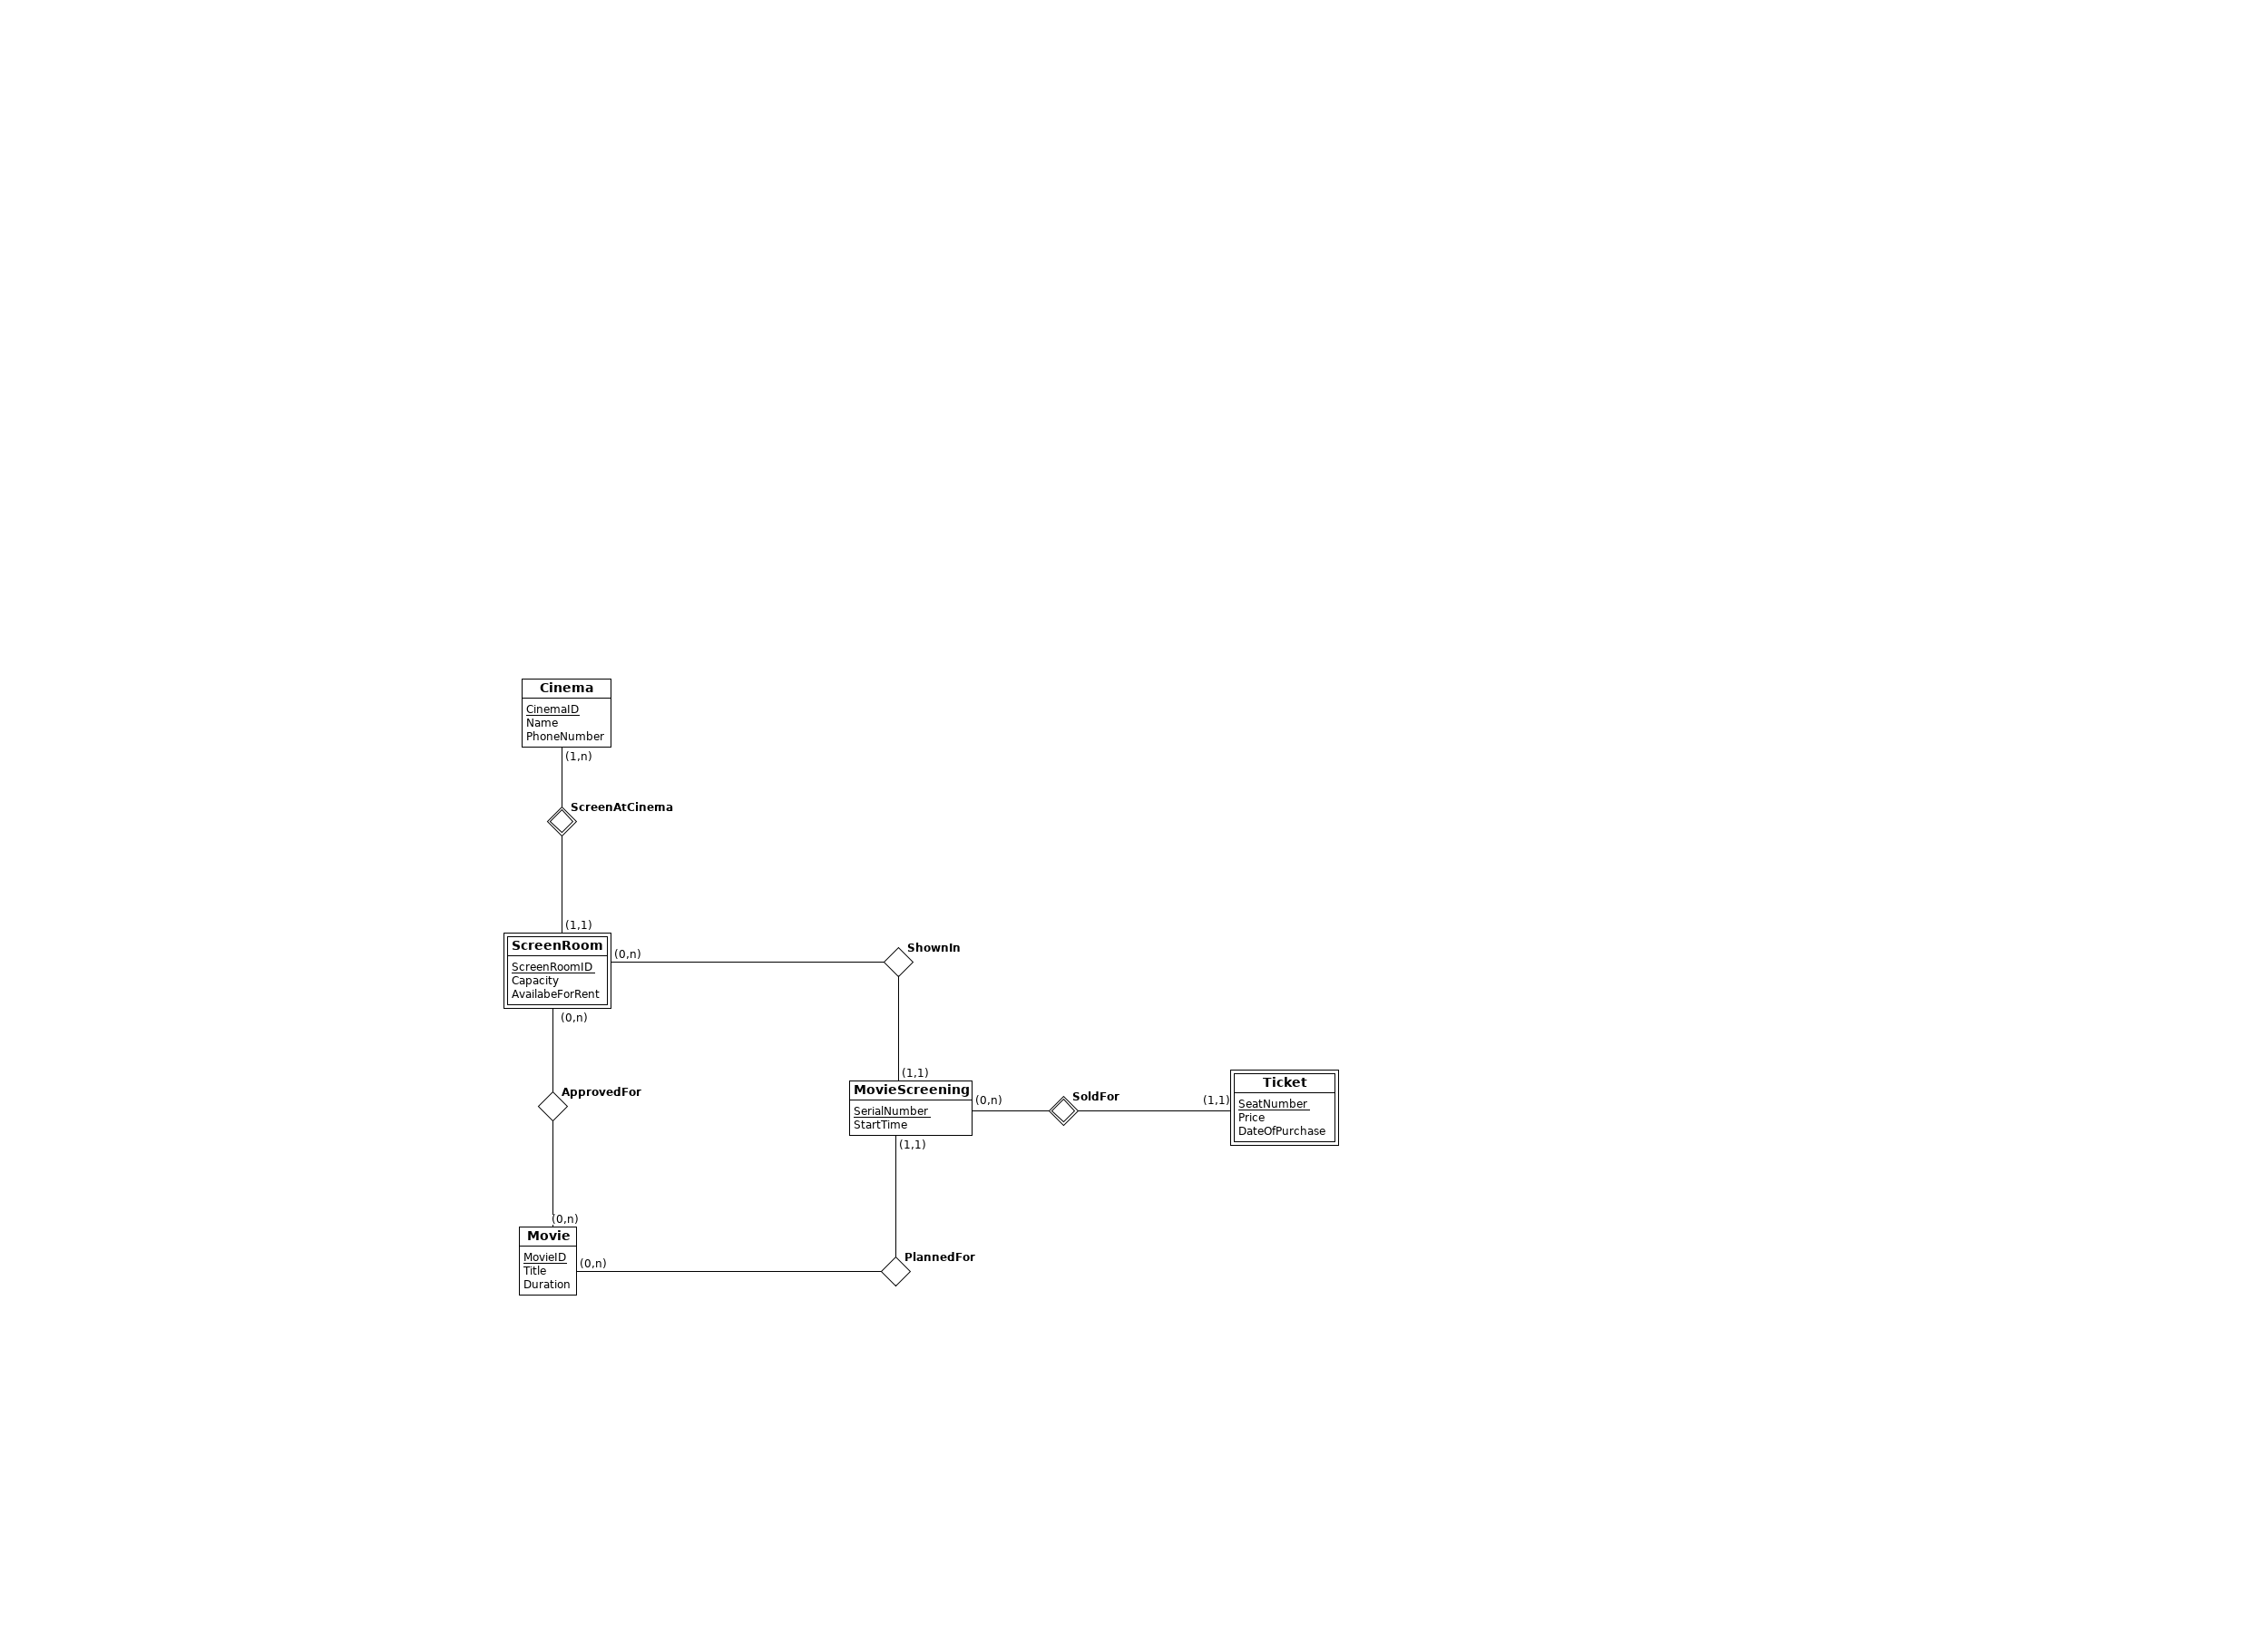 Cinema
CinemaID
Name
PhoneNumber
(1,n)
ScreenAtCinema
(1,1)
ScreenRoom
ScreenRoomID
Capacity
AvailabeForRent
(0,n)
ShownIn
(0,n)
ApprovedFor
(1,1)
MovieScreening
SerialNumber
StartTime
(0,n)
SoldFor
(1,1)
Ticket
SeatNumber
Price
DateOfPurchase
(1,1)
(0,n)
Movie
MovieID
Title
Duration
(0,n)
PlannedFor